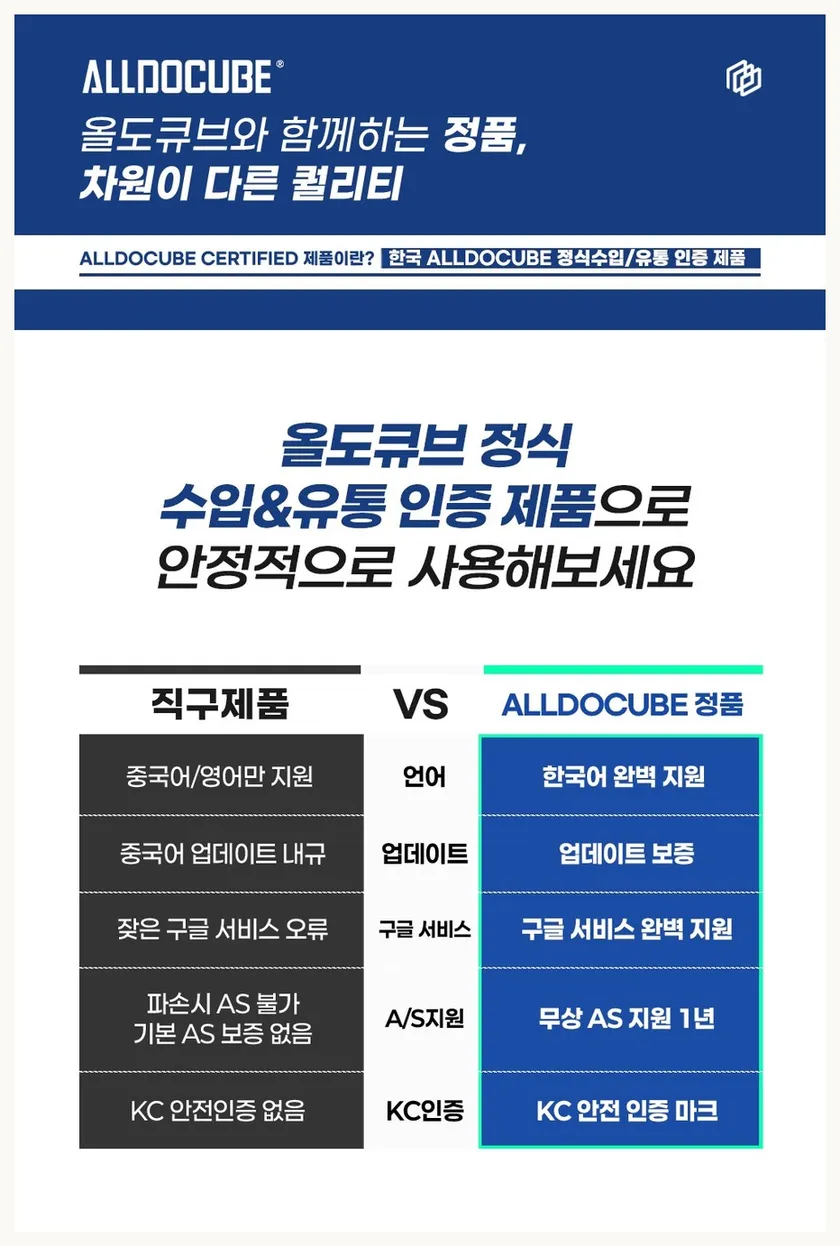 ALLDOCUBE®
올도큐브와 함께하는 정품,
차원이 다른 퀄리티
ALLDOCUBE CERTIFIED 제품이란? 한국 ALLDOCUBE 정식수입/유통 인증 제품
올도큐브 정식
수입&유통 인증 제품으로
안정적으로 사용해보세요
직구제품 VS ALLDOCUBE 정품
중국어/영어만 지원 언어 한국어 완벽 지원
중국어 업데이트 내규 업데이트 업데이트 보증
잦은 구글 서비스 오류 구글 서비스 구글 서비스 완벽 지원
파손시 AS 불가
기본 AS 보증 없음 A/S지원 무상 AS 지원 1년
KC 안전인증 없음 KC인증 KC 안전 인증 마크